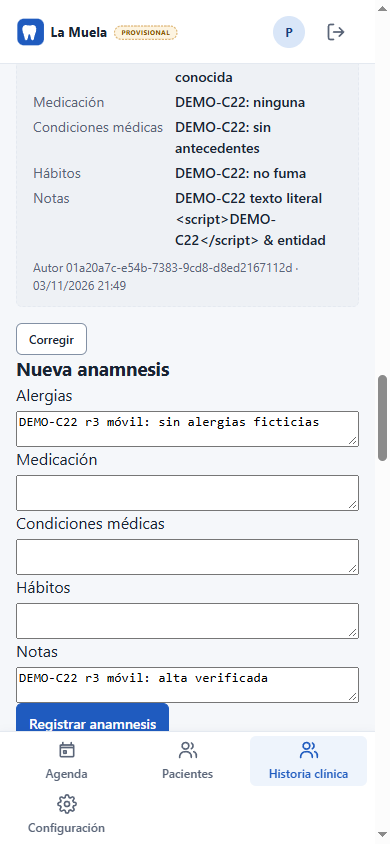 La Muela PROVISIONAL P
conocida
Medicación DEMO-C22: ninguna
Condiciones médicas DEMO-C22: sin
antecedentes
Hábitos DEMO-C22: no fuma
Notas DEMO-C22 texto literal
<script>DEMO-
C22</script> & entidad
Autor 01a20a7c-e54b-7383-9cd8-d8ed2167112d ·
03/11/2026 21:49
Corregir
Nueva anamnesis
Alergias
DEMO-C22 r3 móvil: sin alergias ficticias
Medicación
Condiciones médicas
Hábitos
Notas
DEMO-C22 r3 móvil: alta verificada
Registrar anamnesis
Agenda Pacientes Historia clínica
Configuración